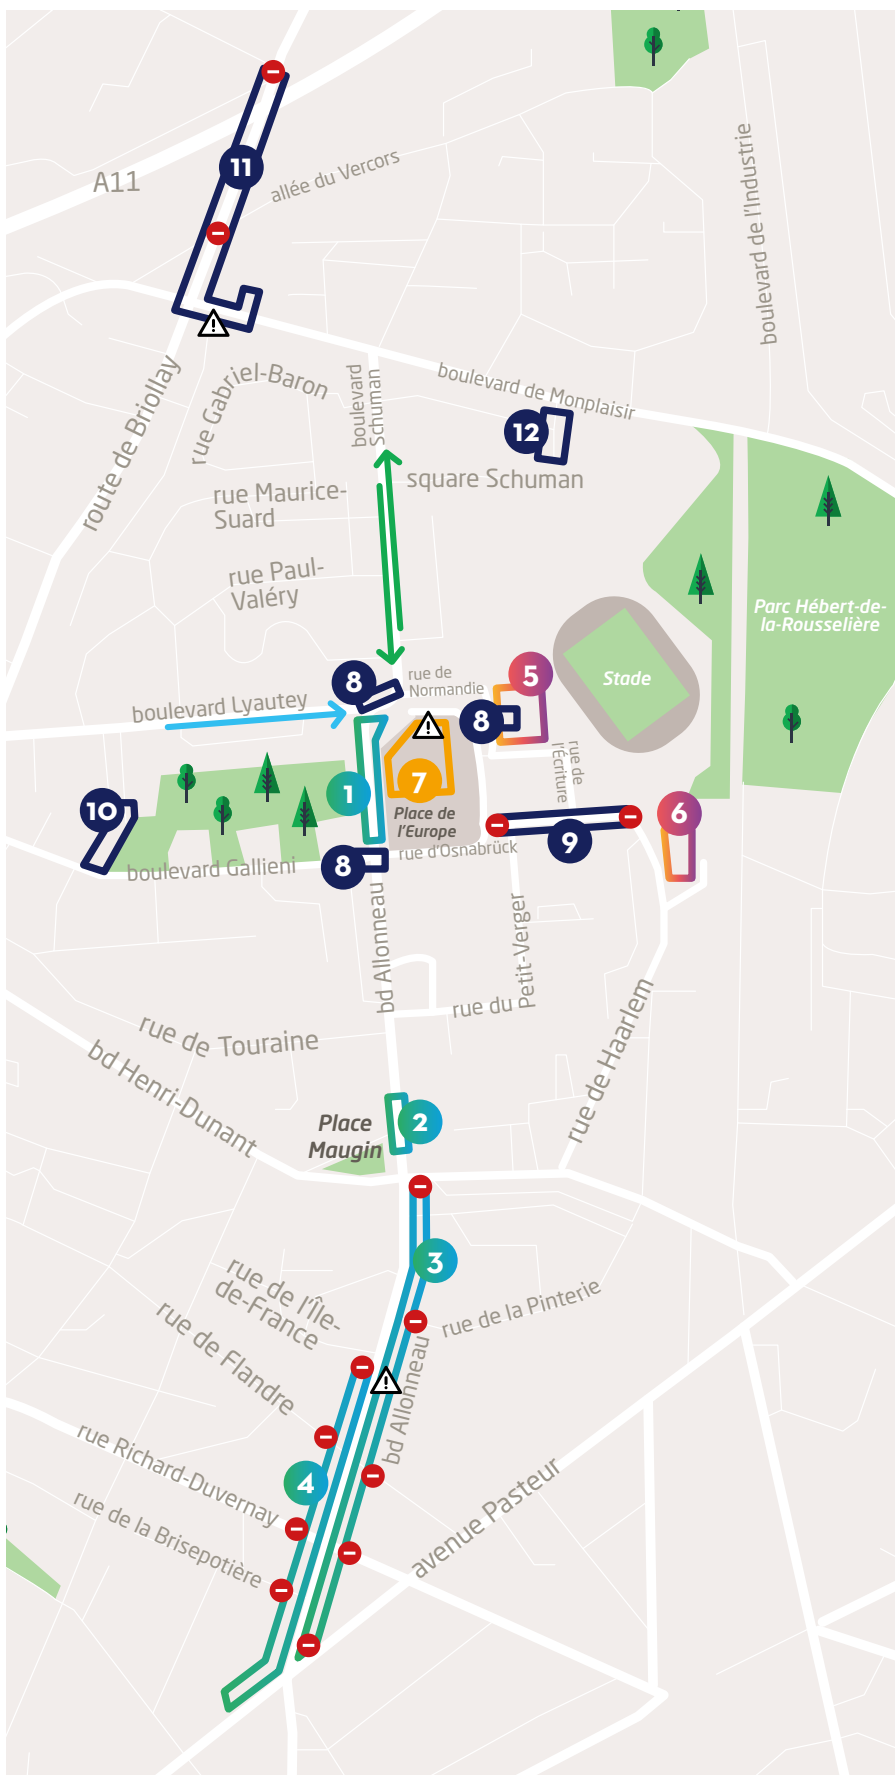 11
A11
allée du Vercors
boulevard de l'Industrie
route de Briollay
rue Gabriel-Baron
boulevard
Schuman
boulevard de Monplaisir
12
square Schuman
rue Maurice-
Suard
rue Paul-
Valéry
Parc Hébert-de-
la-Rousselière
Stade
8
rue de
Normandie
5
boulevard Lyautey
8
rue de
l'Écriture
1
7
10
Place de
l'Europe
6
9
rue d'Osnabrück
8
boulevard Gallieni
bd Allonneau
Petit-Verger
rue du
rue de Touraine
bd Henri-Dunant
rue de Haarlem
2
Place
Maugin
3
rue de l'Île-
de-France
rue de la Pinterie
rue de Flandre
bd Allonneau
rue Richard-Duvernay
4
avenue Pasteur
rue de la Brisepotière